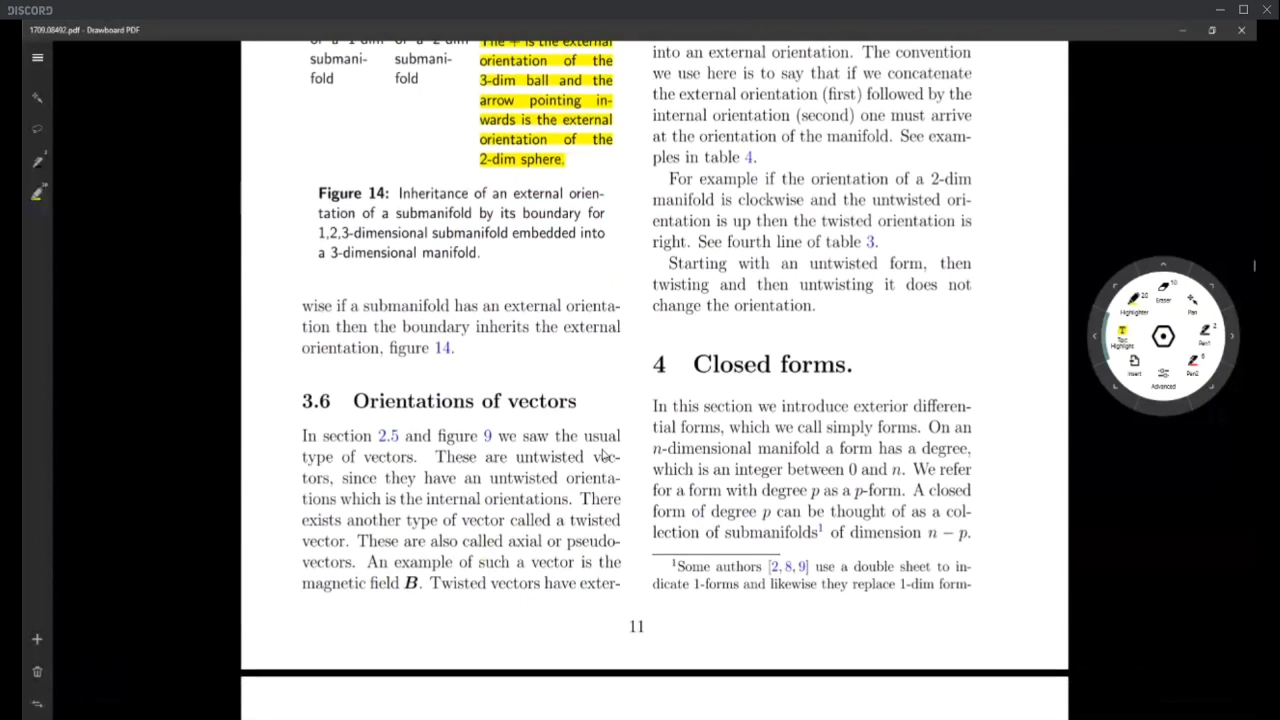 DISCORD
1709.08492.pdf - Drawboard PDF
submani-
fold
submani-
fold
The + is the external
orientation of the
3-dim ball and the
arrow pointing in-
wards is the external
orientation of the
2-dim sphere.
Figure 14: Inheritance of an external orien-
tation of a submanifold by its boundary for
1,2,3-dimensional submanifold embedded into
a 3-dimensional manifold.
wise if a submanifold has an external orienta-
tion then the boundary inherits the external
orientation, figure 14.
3.6 Orientations of vectors
In section 2.5 and figure 9 we saw the usual
type of vectors. These are untwisted vec-
tors, since they have an untwisted orienta-
tions which is the internal orientations. There
exists another type of vector called a twisted
vector. These are also called axial or pseudo-
vectors. An example of such a vector is the
magnetic field B. Twisted vectors have exter-
into an external orientation. The convention
we use here is to say that if we concatenate
the external orientation (first) followed by the
internal orientation (second) one must arrive
at the orientation of the manifold. See exam-
ples in table 4.
For example if the orientation of a 2-dim
manifold is clockwise and the untwisted ori-
entation is up then the twisted orientation is
right. See fourth line of table 3.
Starting with an untwisted form, then
twisting and then untwisting it does not
change the orientation.
4 Closed forms.
In this section we introduce exterior differen-
tial forms, which we call simply forms. On an
n-dimensional manifold a form has a degree,
which is an integer between 0 and n. We refer
for a form with degree p as a p-form. A closed
form of degree p can be thought of as a col-
lection of submanifolds¹ of dimension n − p.
¹Some authors [2, 8, 9] use a double sheet to in-
dicate 1-forms and likewise they replace 1-dim form-
11
Highlighter
Eraser
Pan
Pen1
Pen2
Advanced
Insert
Text
Highlight